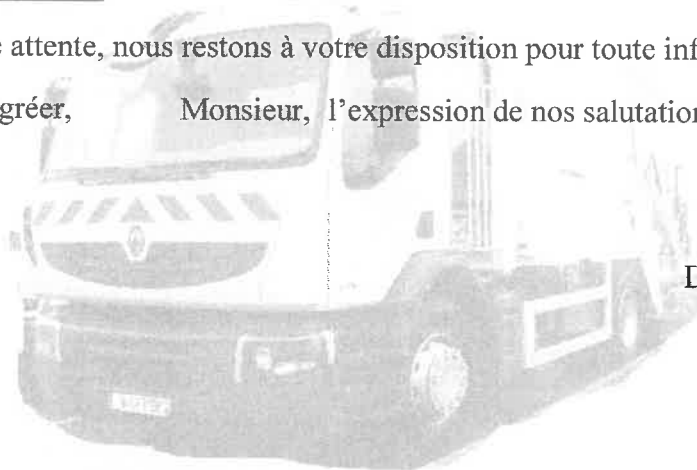 e attente, nous restons à votre disposition pour toute inf
gréer, Monsieur, l'expression de nos salutation
D